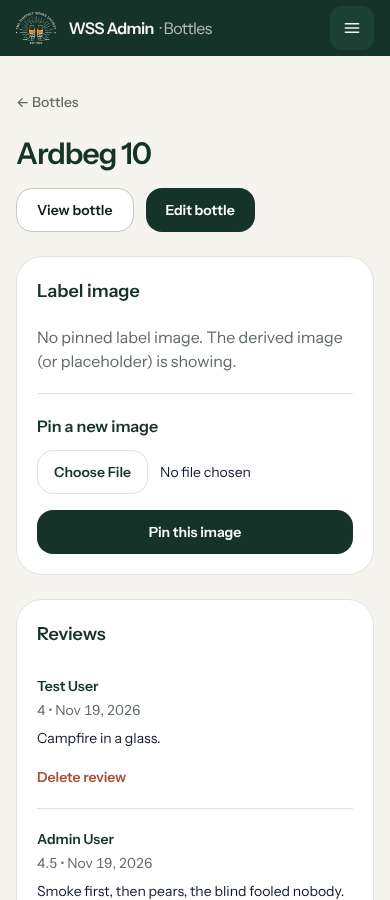 WSS Admin · Bottles
← Bottles
Ardbeg 10
View bottle
Edit bottle
Label image
No pinned label image. The derived image
(or placeholder) is showing.
Pin a new image
Choose File
No file chosen
Pin this image
Reviews
Test User
4 • Nov 19, 2026
Campfire in a glass.
Delete review
Admin User
4.5 • Nov 19, 2026
Smoke first, then pears, the blind fooled nobody.